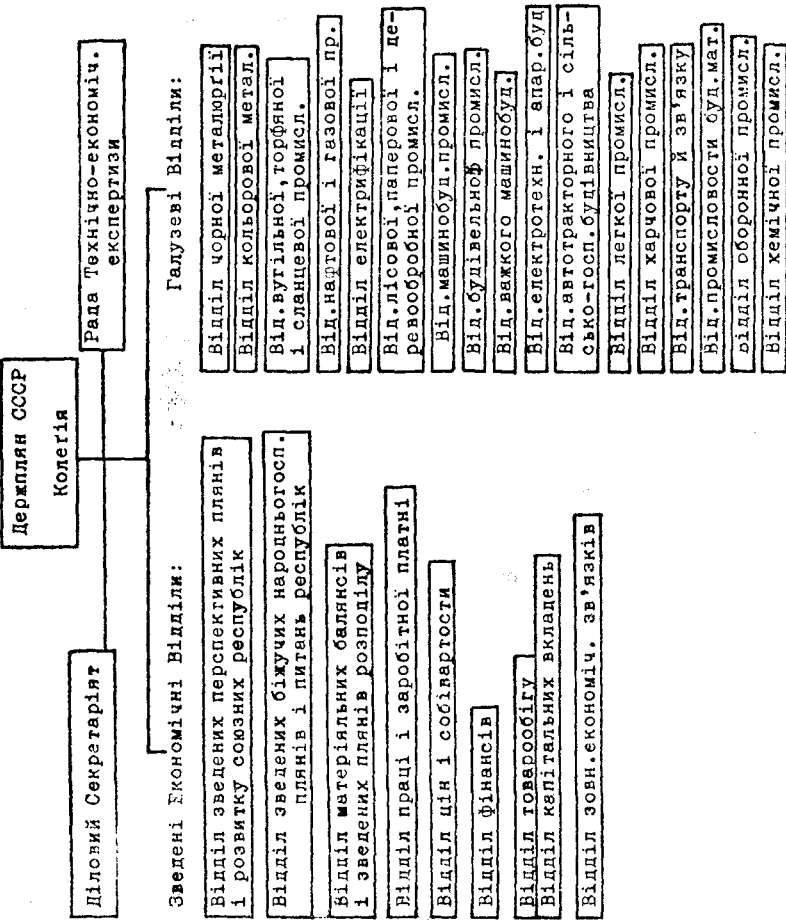 Держплян СССР
Колегія
Діловий Секретаріят
Рада Технічно-економіч.
експертизи
Зведені Економічні Відділи:
Відділ зведених перспективних плянів
і розвитку союзних республік
Відділ зведених біжучих народньогосп.
плянів і питань республік
Відділ матеріяльних балянсів
і зведених плянів розподілу
Відділ праці і заробітної платні
Відділ цін і собівартости
Відділ фінансів
Відділ товарообігу
Відділ капітальних вкладень
Відділ зовн.економіч. зв'язків
Галузеві Відділи:
Відділ чорної металюргії
Відділ кольорової метал.
Від.вугільної,торфяної
і сланцевої промисл.
Від.нафтової і газової пр.
Відділ електрифікації
Від.лісової,паперової і де-
ревообробної промисл.
Від.машинобуд.промисл.
Від.будівельної промисл.
Від.важкого машинобуд.
Від.електротехн. і апар.буд
Від.автотракторного і сіль-
сько-госп.будівництва
Відділ легкої промисл.
Відділ харчової промисл.
Від.транспорту й зв'язку
Від.промисловости буд.мат.
Відділ оборонної промисл.
Відділ хемічної промисл.